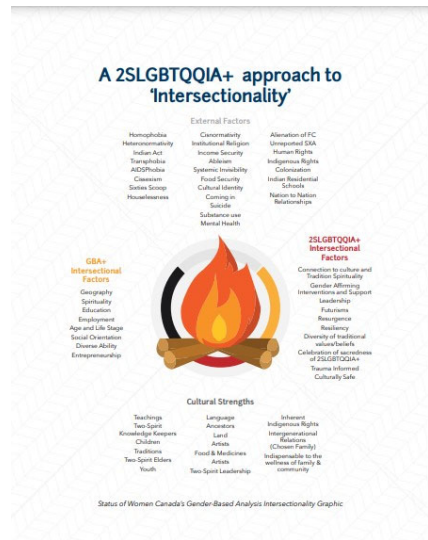 A 2SLGBTQQIA+ approach to
‘Intersectionality’
External Factors
Homophobia
Heteronormativity
Indian Act
Transphobia
AIDSPhobia
Cissexism
Sixties Scoop
Houselessness
Cisnormativity
Institutional Religion
Income Security
Ableism
Systemic Invisibility
Food Security
Cultural Identity
Coming in
Suicide
Substance use
Mental Health
Alienation of FC
Unreported SXA
Human Rights
Indigenous Rights
Colonization
Indian Residential
Schools
Nation to Nation
Relationships
GBA+
Intersectional
Factors
Geography
Spirituality
Education
Employment
Age and Life Stage
Social Orientation
Diverse Ability
Entrepreneurship
2SLGBTQQIA+
Intersectional
Factors
Connection to culture and
Tradition Spirituality
Gender Affirming
Interventions and Support
Leadership
Futurisms
Resurgence
Resiliency
Diversity of traditional
values/beliefs
Celebration of sacredness
of 2SLGBTQQIA+
Trauma Informed
Culturally Safe
Cultural Strengths
Teachings
Two-Spirit
Knowledge Keepers
Children
Traditions
Two-Spirit Elders
Youth
Language
Ancestors
Land
Artists
Food & Medicines
Artists
Two-Spirit Leadership
Inherent
Indigenous Rights
Intergenerational
Relations
(Chosen Family)
Indispensable to the
wellness of family &
community
Status of Women Canada's Gender-Based Analysis Intersectionality Graphic